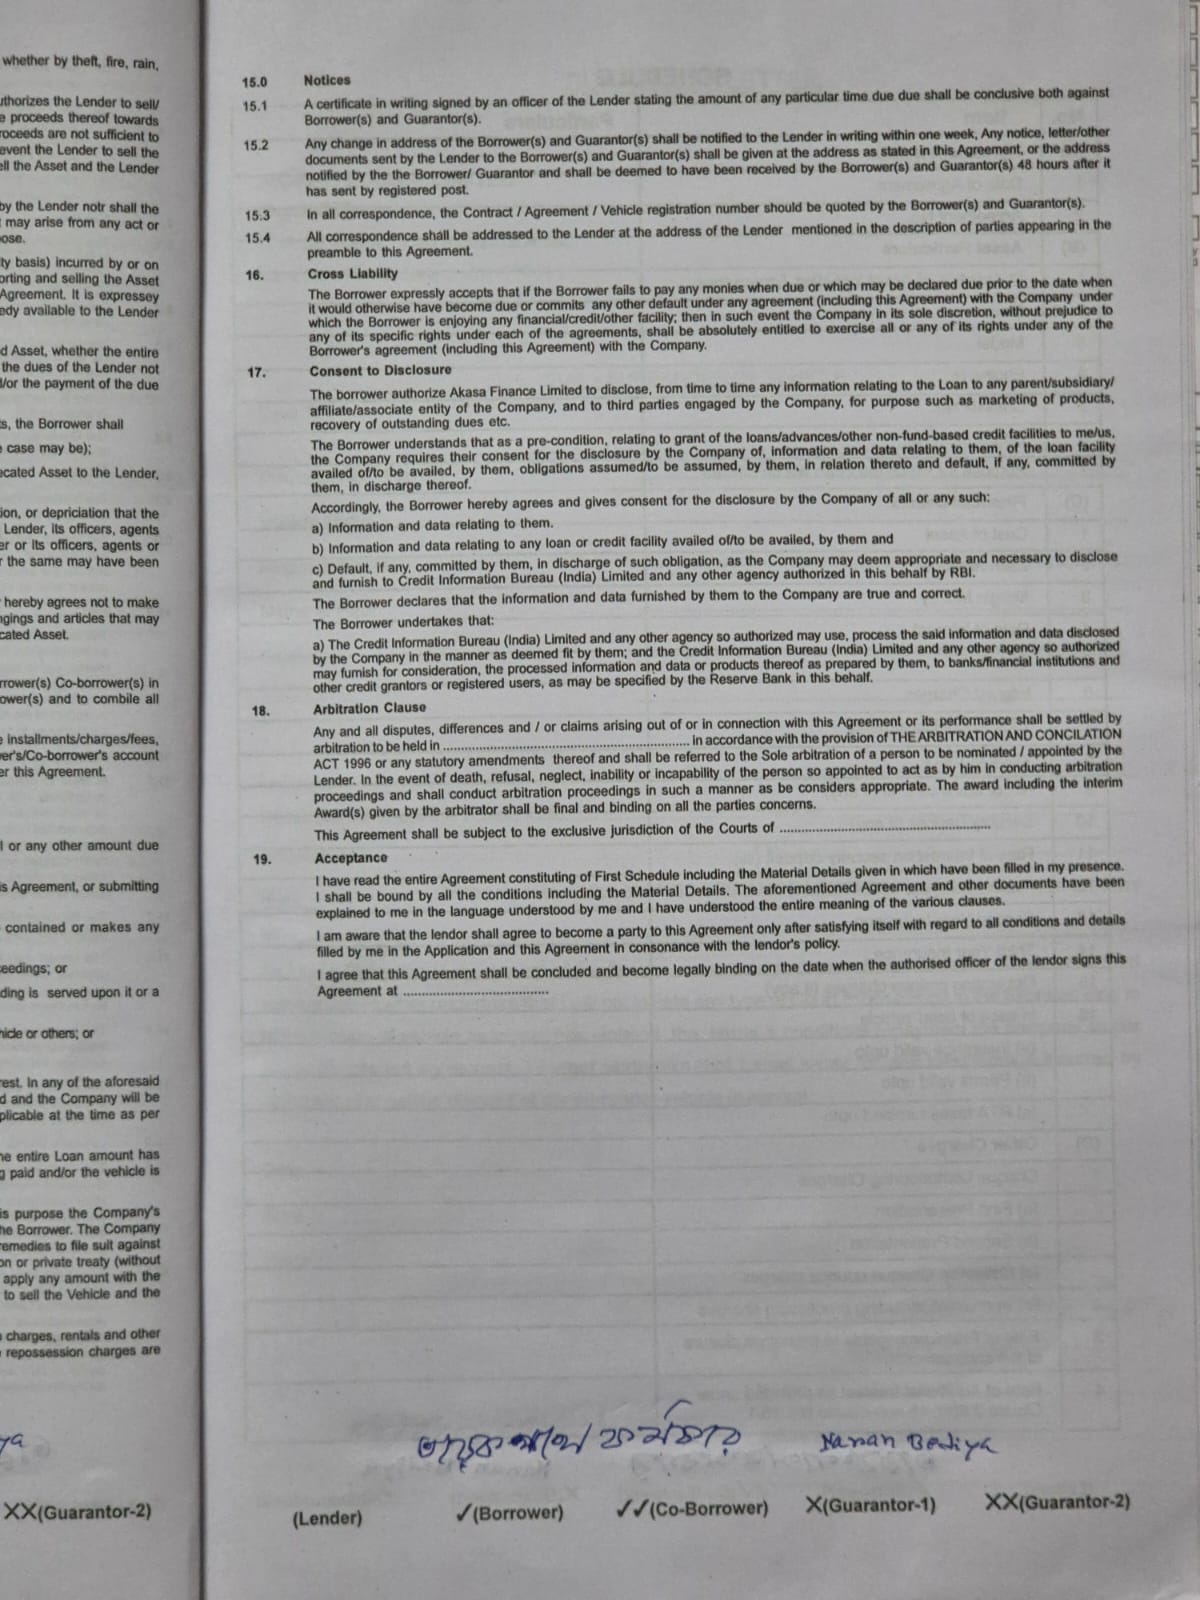 whether by theft, fire, rain,
uthorizes the Lender to sell/
e proceeds thereof towards
roceeds are not sufficient to
event the Lender to sell the
ell the Asset and the Lender
by the Lender notr shall the
t may arise from any act or
pose.
ty basis) incurred by or on
orting and selling the Asset
Agreement. It is expressey
edy available to the Lender
d Asset, whether the entire
the dues of the Lender not
l/or the payment of the due
ts, the Borrower shall
e case may be);
ecated Asset to the Lender,
ion, or depriciation that the
Lender, its officers, agents
er or its officers, agents or
r the same may have been
hereby agrees not to make
ngings and articles that may
cated Asset.
rrower(s) Co-borrower(s) in
ower(s) and to combile all
e installments/charges/fees,
ver's/Co-borrower's account
er this Agreement.
l or any other amount due
is Agreement, or submitting
contained or makes any
ceedings; or
ding is served upon it or a
hicle or others; or
rest. In any of the aforesaid
d and the Company will be
plicable at the time as per
ne entire Loan amount has
g paid and/or the vehicle is
is purpose the Company's
he Borrower. The Company
remedies to file suit against
on or private treaty (without
apply any amount with the
to sell the Vehicle and the
charges, rentals and other
repossession charges are
ya
XX(Guarantor-2)
15.0 Notices
15.1 A certificate in writing signed by an officer of the Lender stating the amount of any particular time due due shall be conclusive both against
Borrower(s) and Guarantor(s).
15.2 Any change in address of the Borrower(s) and Guarantor(s) shall be notified to the Lender in writing within one week, Any notice, letter/other
documents sent by the Lender to the Borrower(s) and Guarantor(s) shall be given at the address as stated in this Agreement, or the address
notified by the the Borrower/ Guarantor and shall be deemed to have been received by the Borrower(s) and Guarantor(s) 48 hours after it
has sent by registered post.
15.3 In all correspondence, the Contract / Agreement / Vehicle registration number should be quoted by the Borrower(s) and Guarantor(s).
15.4 All correspondence shall be addressed to the Lender at the address of the Lender mentioned in the description of parties appearing in the
preamble to this Agreement.
16. Cross Liability
The Borrower expressly accepts that if the Borrower fails to pay any monies when due or which may be declared due prior to the date when
it would otherwise have become due or commits any other default under any agreement (including this Agreement) with the Company under
which the Borrower is enjoying any financial/credit/other facility; then in such event the Company in its sole discretion, without prejudice to
any of its specific rights under each of the agreements, shall be absolutely entitled to exercise all or any of its rights under any of the
Borrower's agreement (including this Agreement) with the Company.
17. Consent to Disclosure
The borrower authorize Akasa Finance Limited to disclose, from time to time any information relating to the Loan to any parent/subsidiary/
affiliate/associate entity of the Company, and to third parties engaged by the Company, for purpose such as marketing of products,
recovery of outstanding dues etc.
The Borrower understands that as a pre-condition, relating to grant of the loans/advances/other non-fund-based credit facilities to me/us,
the Company requires their consent for the disclosure by the Company of, information and data relating to them, of the loan facility
availed of/to be availed, by them, obligations assumed/to be assumed, by them, in relation thereto and default, if any, committed by
them, in discharge thereof.
Accordingly, the Borrower hereby agrees and gives consent for the disclosure by the Company of all or any such:
a) Information and data relating to them.
b) Information and data relating to any loan or credit facility availed of/to be availed, by them and
c) Default, if any, committed by them, in discharge of such obligation, as the Company may deem appropriate and necessary to disclose
and furnish to Credit Information Bureau (India) Limited and any other agency authorized in this behalf by RBI.
The Borrower declares that the information and data furnished by them to the Company are true and correct.
The Borrower undertakes that:
a) The Credit Information Bureau (India) Limited and any other agency so authorized may use, process the said information and data disclosed
by the Company in the manner as deemed fit by them; and the Credit Information Bureau (India) Limited and any other agency so authorized
may furnish for consideration, the processed information and data or products thereof as prepared by them, to banks/financial institutions and
other credit grantors or registered users, as may be specified by the Reserve Bank in this behalf.
18. Arbitration Clause
Any and all disputes, differences and / or claims arising out of or in connection with this Agreement or its performance shall be settled by
arbitration to be held in .................................................................. in accordance with the provision of THE ARBITRATION AND CONCILATION
ACT 1996 or any statutory amendments thereof and shall be referred to the Sole arbitration of a person to be nominated / appointed by the
Lender. In the event of death, refusal, neglect, inability or incapability of the person so appointed to act as by him in conducting arbitration
proceedings and shall conduct arbitration proceedings in such a manner as be considers appropriate. The award including the interim
Award(s) given by the arbitrator shall be final and binding on all the parties concerns.
This Agreement shall be subject to the exclusive jurisdiction of the Courts of ........................................................
19. Acceptance
I have read the entire Agreement constituting of First Schedule including the Material Details given in which have been filled in my presence.
I shall be bound by all the conditions including the Material Details. The aforementioned Agreement and other documents have been
explained to me in the language understood by me and I have understood the entire meaning of the various clauses.
I am aware that the lendor shall agree to become a party to this Agreement only after satisfying itself with regard to all conditions and details
filled by me in the Application and this Agreement in consonance with the lendor's policy.
I agree that this Agreement shall be concluded and become legally binding on the date when the authorised officer of the lendor signs this
Agreement at .......................................
কর্মকার Nanan Bediya
(Lender) ✓(Borrower) ✓✓(Co-Borrower) X(Guarantor-1) XX(Guarantor-2)